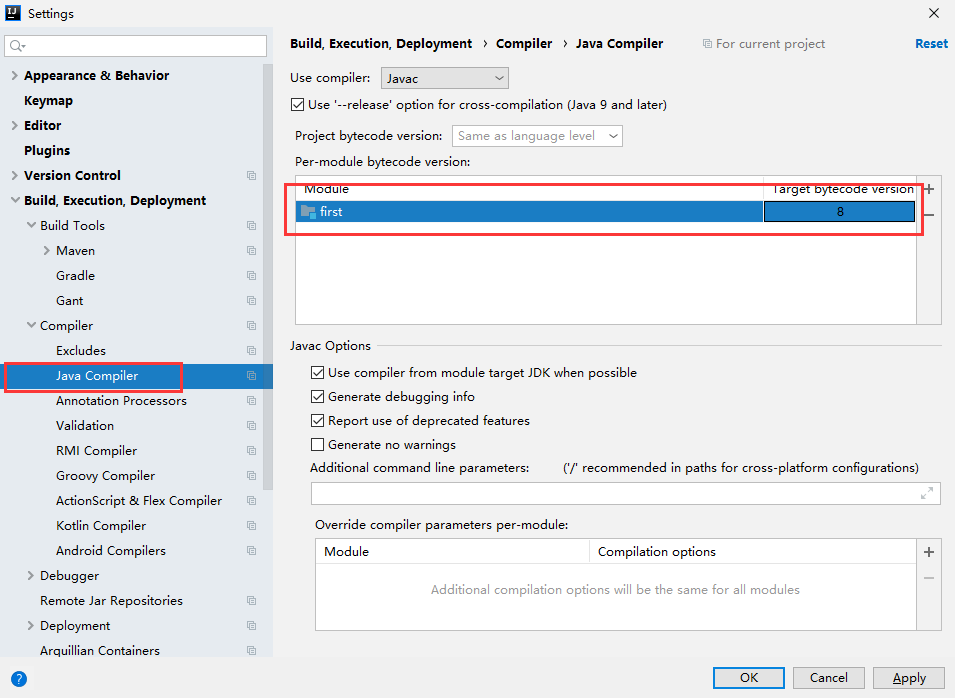 IJ Settings
Appearance & Behavior
Keymap
Editor
Plugins
Version Control
Build, Execution, Deployment
Build Tools
Maven
Gradle
Gant
Compiler
Excludes
Java Compiler
Annotation Processors
Validation
RMI Compiler
Groovy Compiler
ActionScript & Flex Compiler
Kotlin Compiler
Android Compilers
Debugger
Remote Jar Repositories
Deployment
Arquillian Containers
?
Build, Execution, Deployment › Compiler › Java Compiler For current project Reset
Use compiler: Javac
Use '--release' option for cross-compilation (Java 9 and later)
Project bytecode version: Same as language level
Per-module bytecode version:
Module Target bytecode version
first 8
Javac Options
Use compiler from module target JDK when possible
Generate debugging info
Report use of deprecated features
Generate no warnings
Additional command line parameters: ('/' recommended in paths for cross-platform configurations)
Override compiler parameters per-module:
Module Compilation options
Additional compilation options will be the same for all modules
OK Cancel Apply